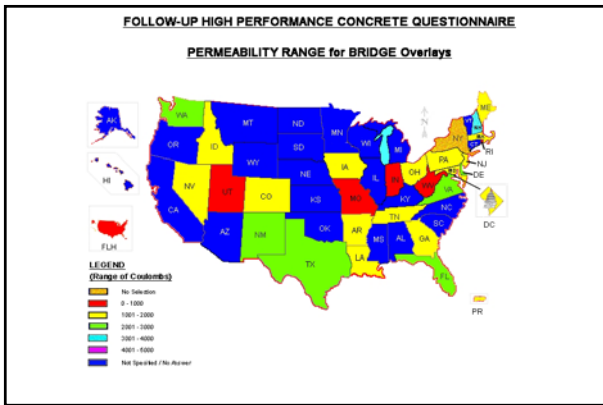 FOLLOW-UP HIGH PERFORMANCE CONCRETE QUESTIONNAIRE
PERMEABILITY RANGE for BRIDGE Overlays
AK
HI
FLH
WA
OR
CA
NV
ID
MT
WY
UT
AZ
CO
NM
ND
SD
NE
KS
OK
TX
MN
IA
MO
AR
LA
WI
IL
MI
IN
KY
TN
MS
AL
OH
WV
GA
FL
SC
NC
VA
PA
NY
VT
ME
RI
NJ
DE
DC
PR
N
LEGEND
(Range of Coulombs)
No Selection
0 - 1000
1001 - 2000
2001 - 3000
3001 - 4000
4001 - 5000
Not Specified / No Answer